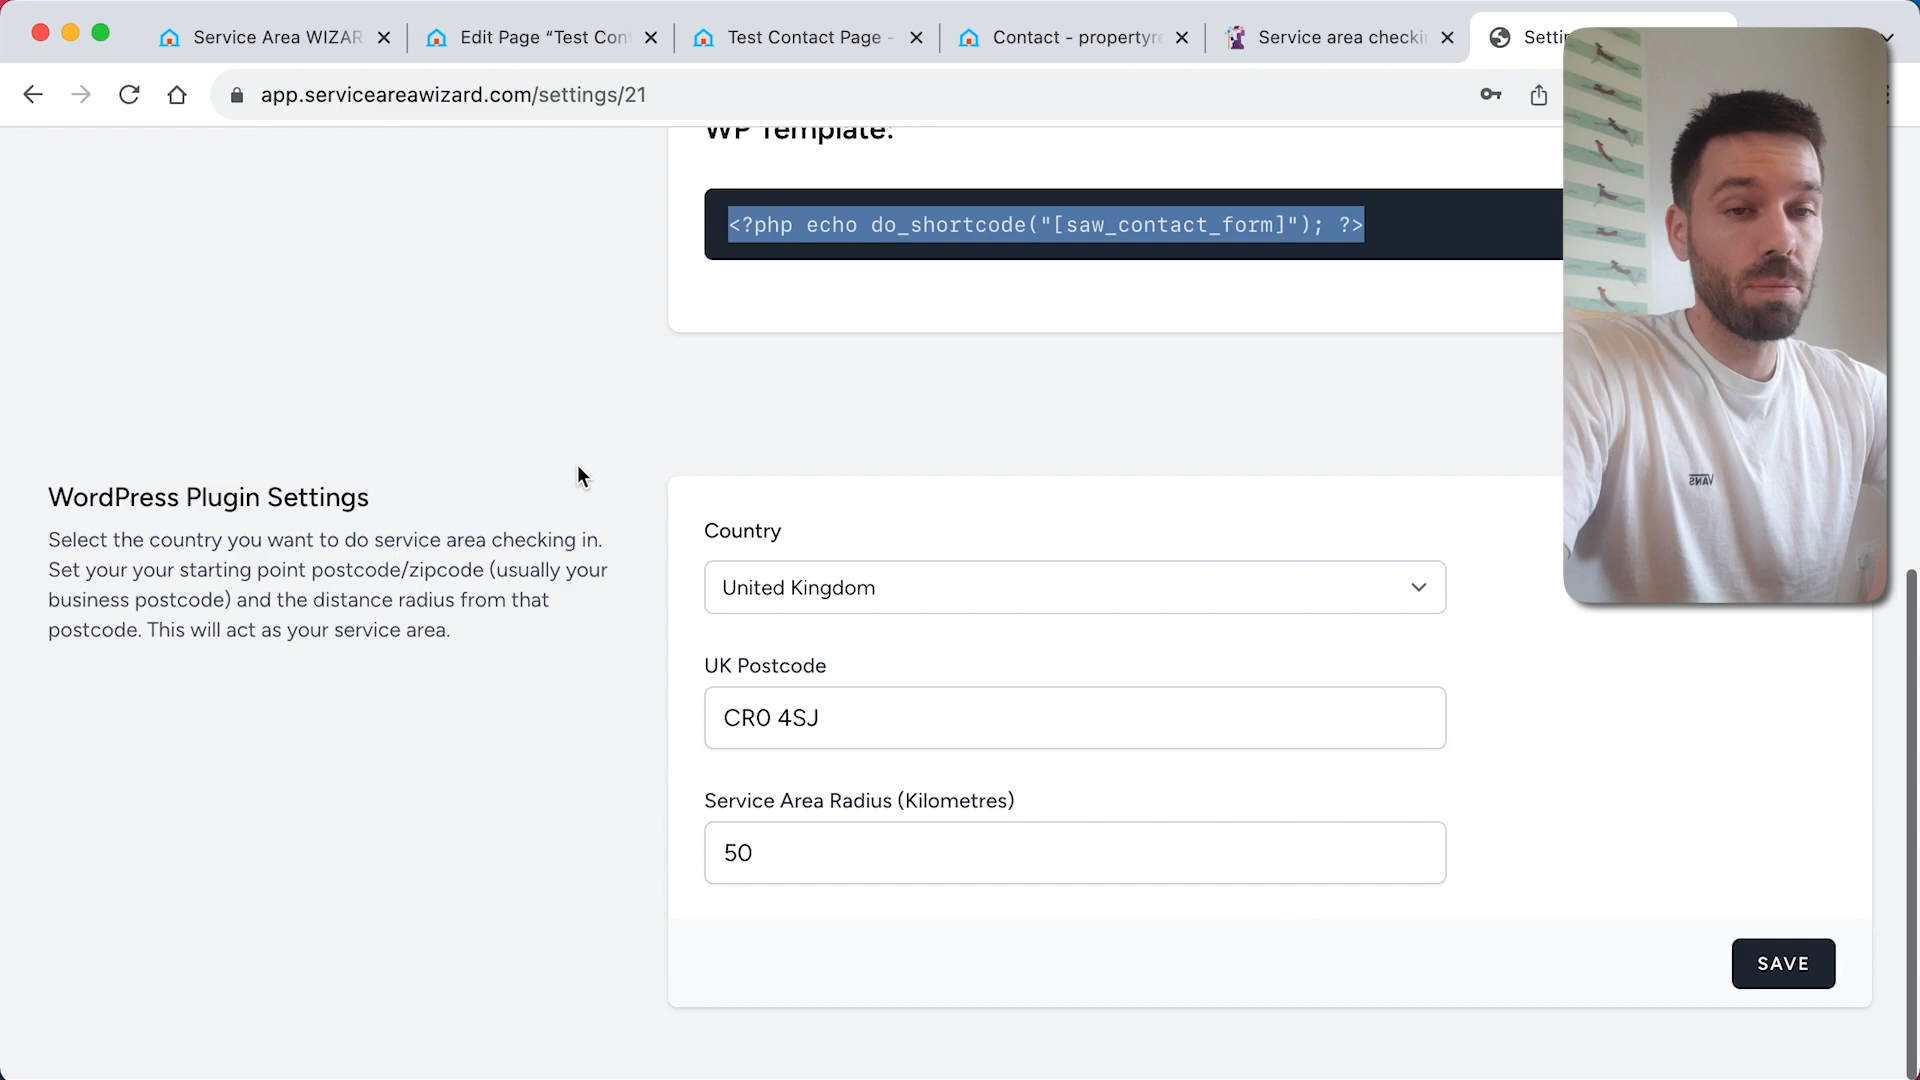 Service Area WIZAR
Edit Page “Test Con
Test Contact Page -
Contact - propertyre
Service area checki
Settin
app.serviceareawizard.com/settings/21
WP Template:
<?php echo do_shortcode("[saw_contact_form]"); ?>
WordPress Plugin Settings
Select the country you want to do service area checking in.
Set your your starting point postcode/zipcode (usually your
business postcode) and the distance radius from that
postcode. This will act as your service area.
Country
United Kingdom
UK Postcode
CR0 4SJ
Service Area Radius (Kilometres)
50
SAVE
VANS